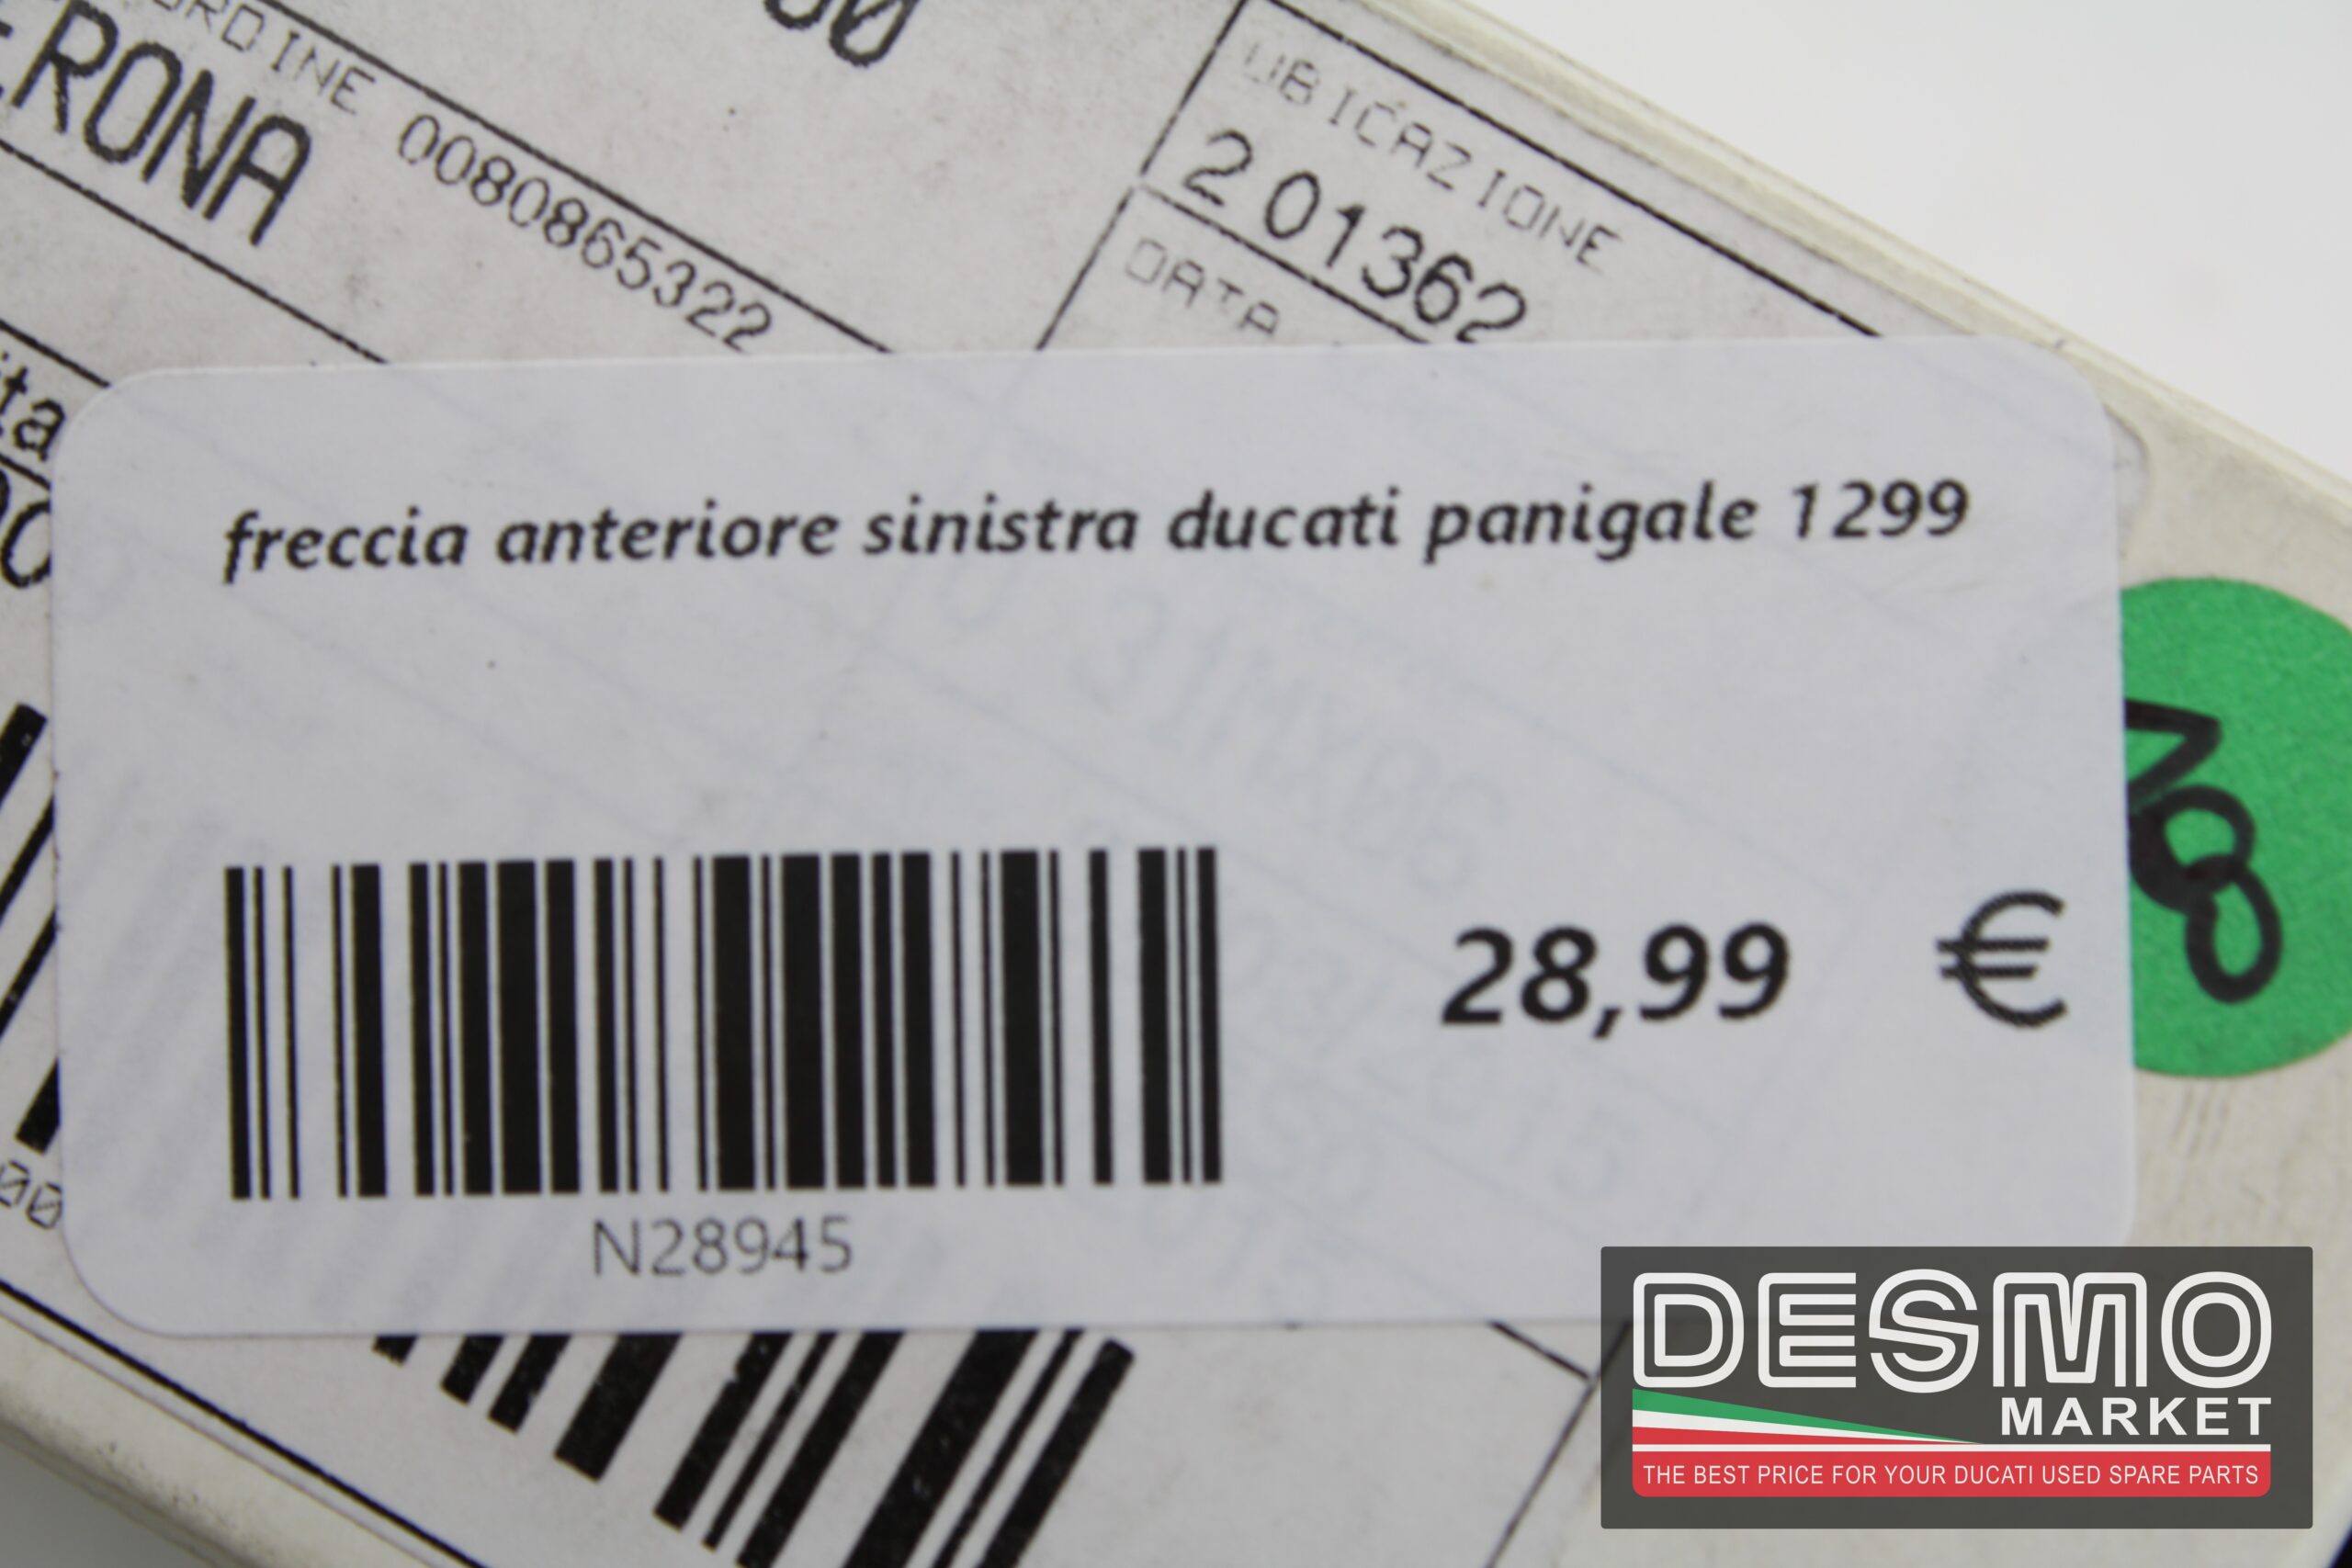 ORDINE 0080865322
ERONA
UBICAZIONE
2 01362
DATA
freccia anteriore sinistra ducati panigale 1299
28,99 €
N28945
DESMO
MARKET
THE BEST PRICE FOR YOUR DUCATI USED SPARE PARTS